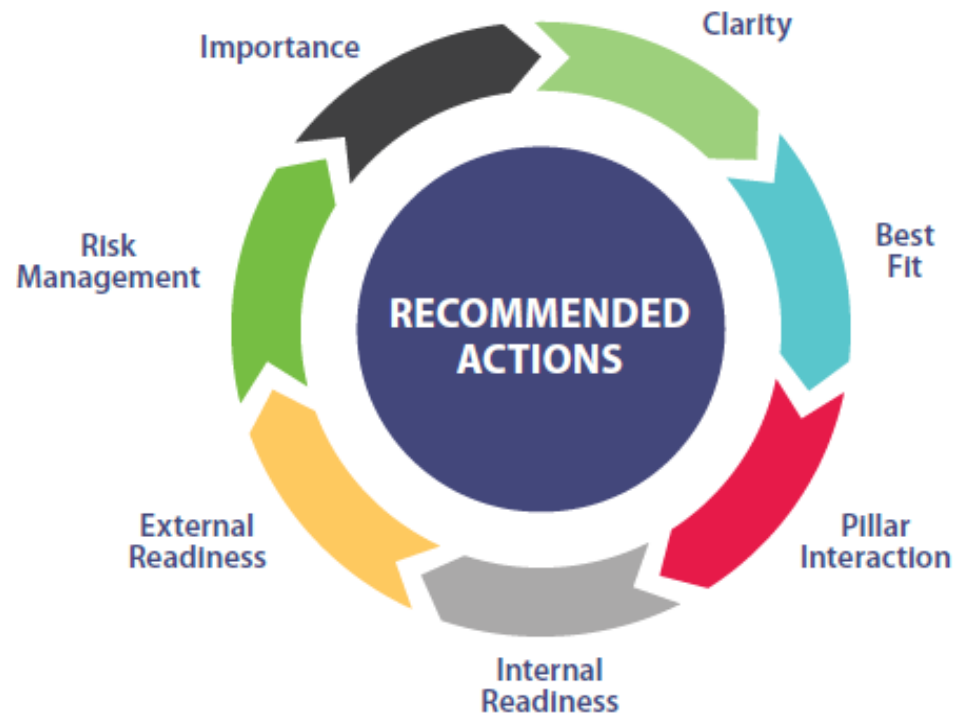 Importance
Clarity
Best
Fit
Pillar
Interaction
Internal
Readiness
External
Readiness
Risk
Management
RECOMMENDED
ACTIONS